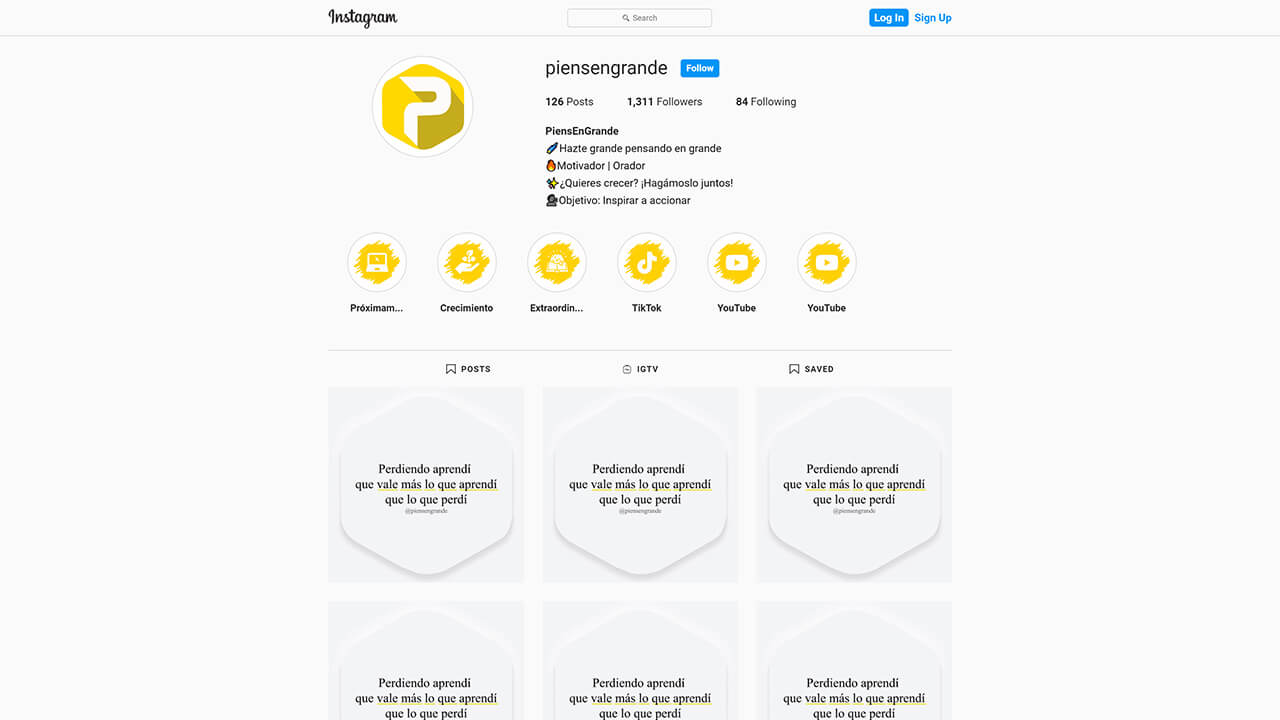 Instagram
Search
Log In
Sign Up
piensengrande
Follow
126 Posts
1,311 Followers
84 Following
PiensEnGrande
Hazte grande pensando en grande
Motivador | Orador
¿Quieres crecer? ¡Hagámoslo juntos!
Objetivo: Inspirar a accionar
Próximam...
Crecimiento
Extraordin...
TikTok
YouTube
YouTube
POSTS
IGTV
SAVED
Perdiendo aprendí
que vale más lo que aprendí
que lo que perdí
@piensengrande
Perdiendo aprendí
que vale más lo que aprendí
que lo que perdí
@piensengrande
Perdiendo aprendí
que vale más lo que aprendí
que lo que perdí
@piensengrande
Perdiendo aprendí
que vale más lo que aprendí
que lo que perdí
Perdiendo aprendí
que vale más lo que aprendí
que lo que perdí
Perdiendo aprendí
que vale más lo que aprendí
que lo que perdí